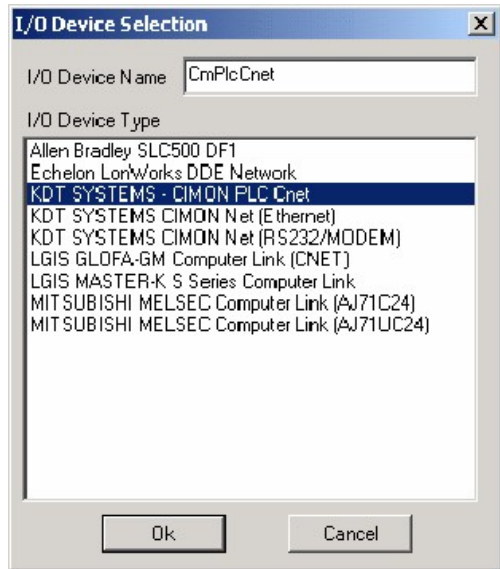 I/O Device Selection
I/O Device Name CmPlcCnet
I/O Device Type
Allen Bradley SLC500 DF1
Echelon LonWorks DDE Network
KDT SYSTEMS - CIMON PLC Cnet
KDT SYSTEMS CIMON Net (Ethernet)
KDT SYSTEMS CIMON Net (RS232/MODEM)
LGIS GLOFA-GM Computer Link (CNET)
LGIS MASTER-K S Series Computer Link
MITSUBISHI MELSEC Computer Link (AJ71C24)
MITSUBISHI MELSEC Computer Link (AJ71UC24)
Ok Cancel